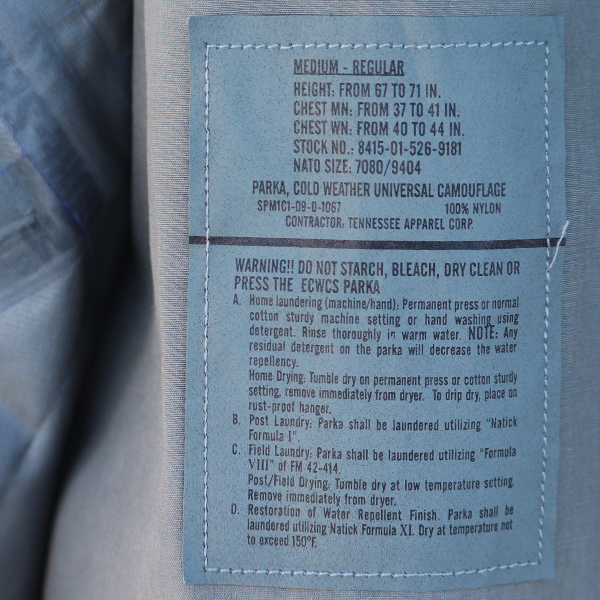 MEDIUM - REGULAR
HEIGHT: FROM 67 TO 71 IN.
CHEST MN: FROM 37 TO 41 IN.
CHEST WN: FROM 40 TO 44 IN.
STOCK NO.: 8415-01-526-9181
NATO SIZE: 7080/9404
PARKA, COLD WEATHER UNIVERSAL CAMOUFLAGE
SPM1C1-09-D-1067 100% NYLON
CONTRACTOR: TENNESSEE APPAREL CORP.
WARNING!! DO NOT STARCH, BLEACH, DRY CLEAN OR
PRESS THE ECWCS PARKA
A. Home laundering (machine/hand): Permanent press or normal
cotton sturdy machine setting or hand washing using
detergent. Rinse thoroughly in warm water. NOTE: Any
residual detergent on the parka will decrease the water
repellency.
Home Drying: Tumble dry on permanent press or cotton sturdy
setting, remove immediately from dryer. To drip dry, place on
rust-proof hanger.
B. Post Laundry: Parka shall be laundered utilizing "Natick
Formula I".
C. Field Laundry: Parka shall be laundered utilizing "Formula
VIII" of FM 42-414.
Post/Field Drying: Tumble dry at low temperature setting.
Remove immediately from dryer.
D. Restoration of Water Repellent Finish. Parka shall be
laundered utilizing Natick Formula XI. Dry at temperature not
to exceed 150°F.